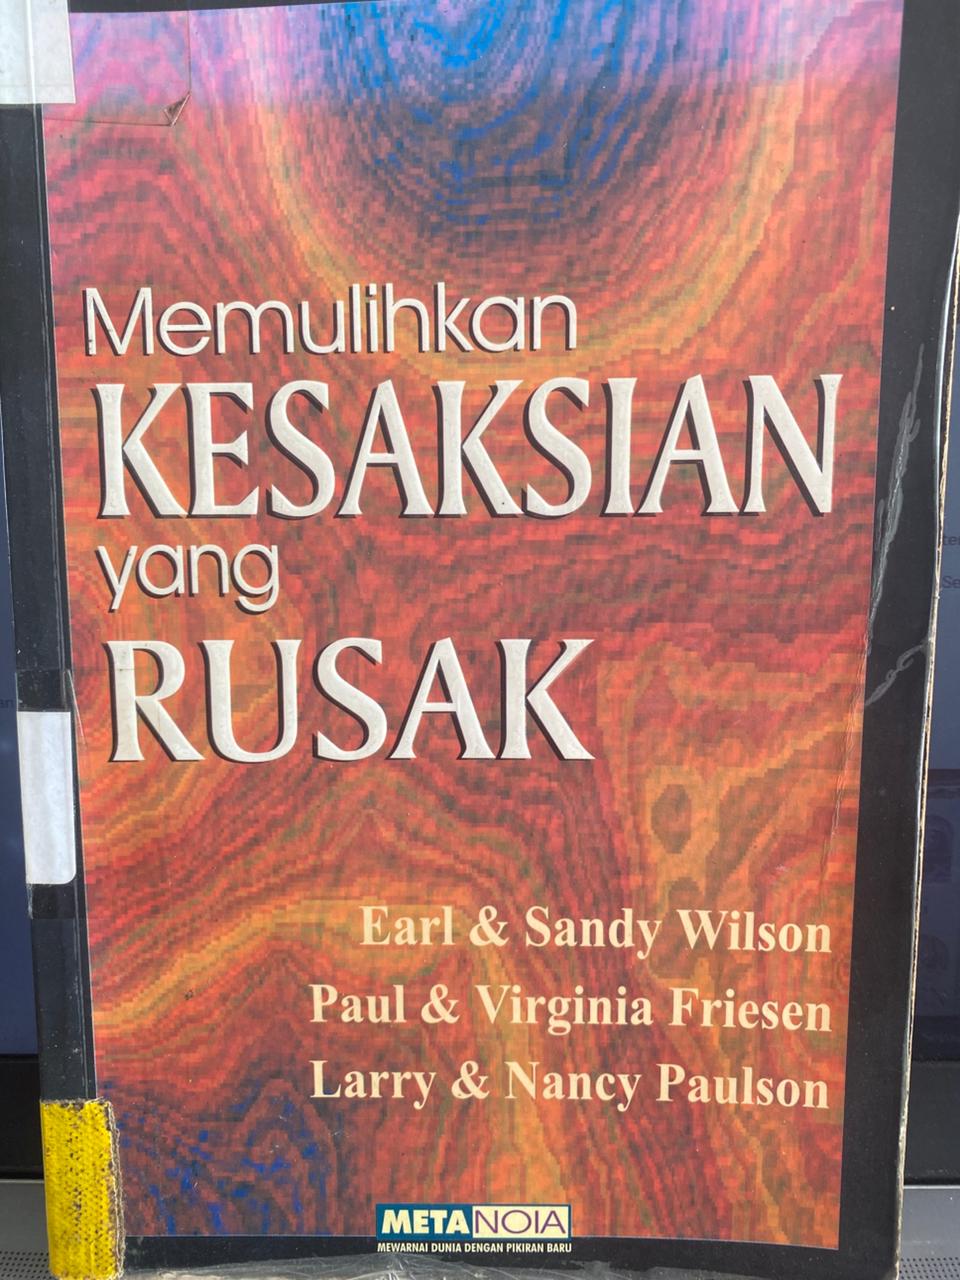 Memulihkan
KESAKSIAN
yang
RUSAK
Earl & Sandy Wilson
Paul & Virginia Friesen
Larry & Nancy Paulson
METANOIA
MEWARNAI DUNIA DENGAN PIKIRAN BARU